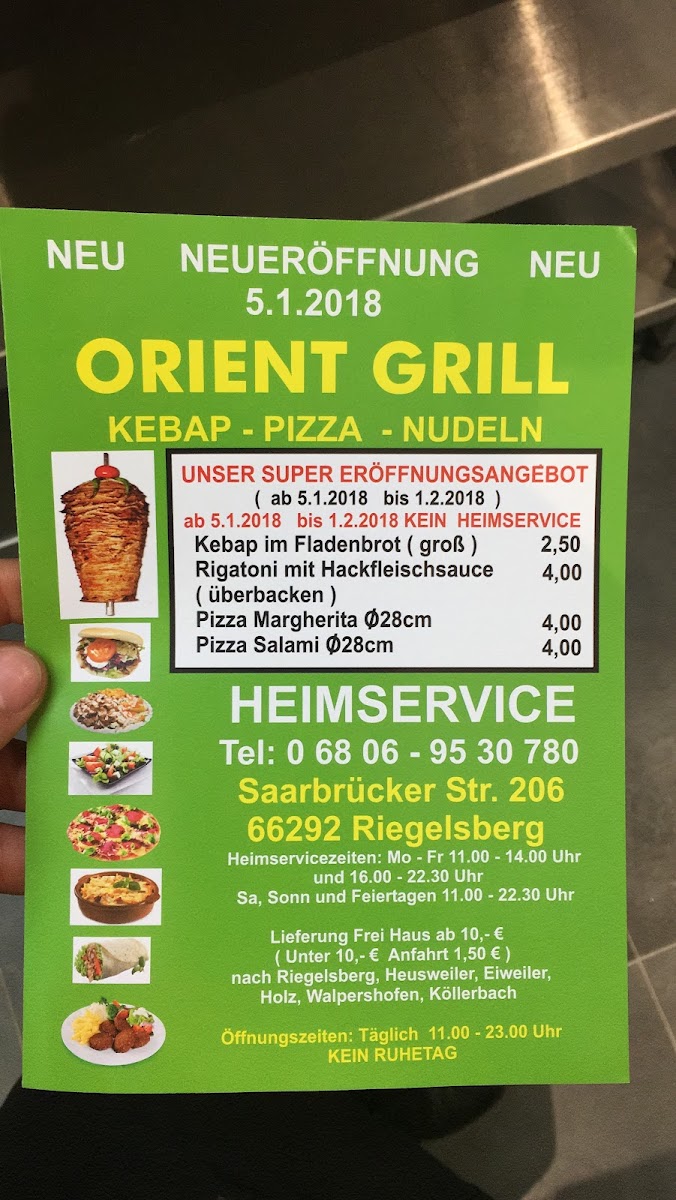 NEU NEUERÖFFNUNG NEU
5.1.2018
ORIENT GRILL
KEBAP - PIZZA - NUDELN
UNSER SUPER ERÖFFNUNGSANGEBOT
( ab 5.1.2018 bis 1.2.2018 )
ab 5.1.2018 bis 1.2.2018 KEIN HEIMSERVICE
Kebap im Fladenbrot ( groß ) 2,50
Rigatoni mit Hackfleischsauce 4,00
( überbacken )
Pizza Margherita Ø28cm 4,00
Pizza Salami Ø28cm 4,00
HEIMSERVICE
Tel: 0 68 06 - 95 30 780
Saarbrücker Str. 206
66292 Riegelsberg
Heimservicezeiten: Mo - Fr 11.00 - 14.00 Uhr
und 16.00 - 22.30 Uhr
Sa, Sonn und Feiertagen 11.00 - 22.30 Uhr
Lieferung Frei Haus ab 10,- €
( Unter 10,- € Anfahrt 1,50 € )
nach Riegelsberg, Heusweiler, Eiweiler,
Holz, Walpershofen, Köllerbach
Öffnungszeiten: Täglich 11.00 - 23.00 Uhr
KEIN RUHETAG